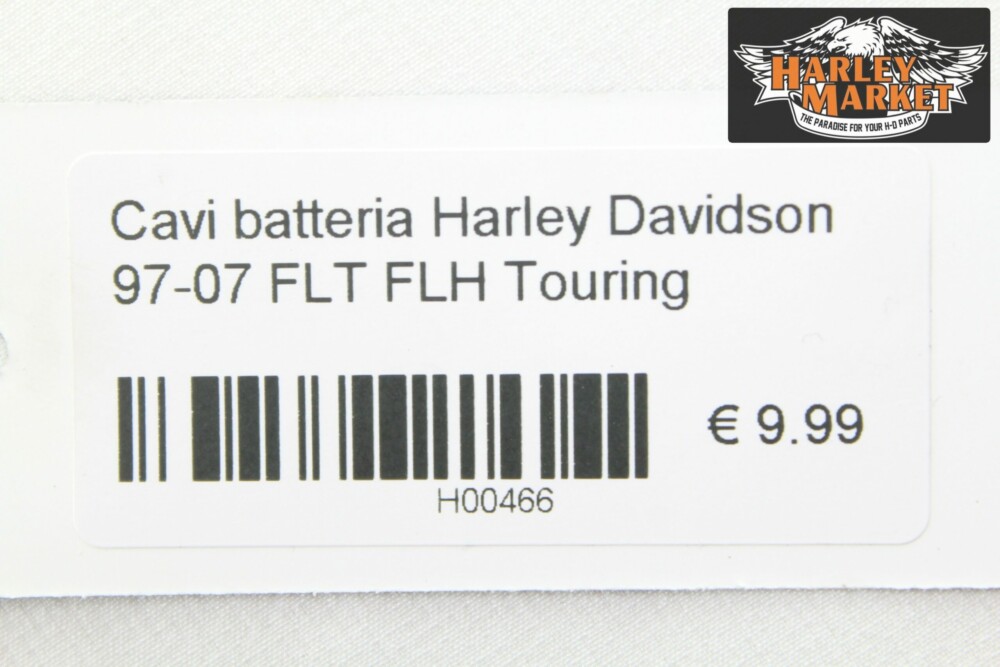 HARLEY
MARKET
THE PARADISE FOR YOUR H-D PARTS
Cavi batteria Harley Davidson
97-07 FLT FLH Touring
€ 9.99
H00466